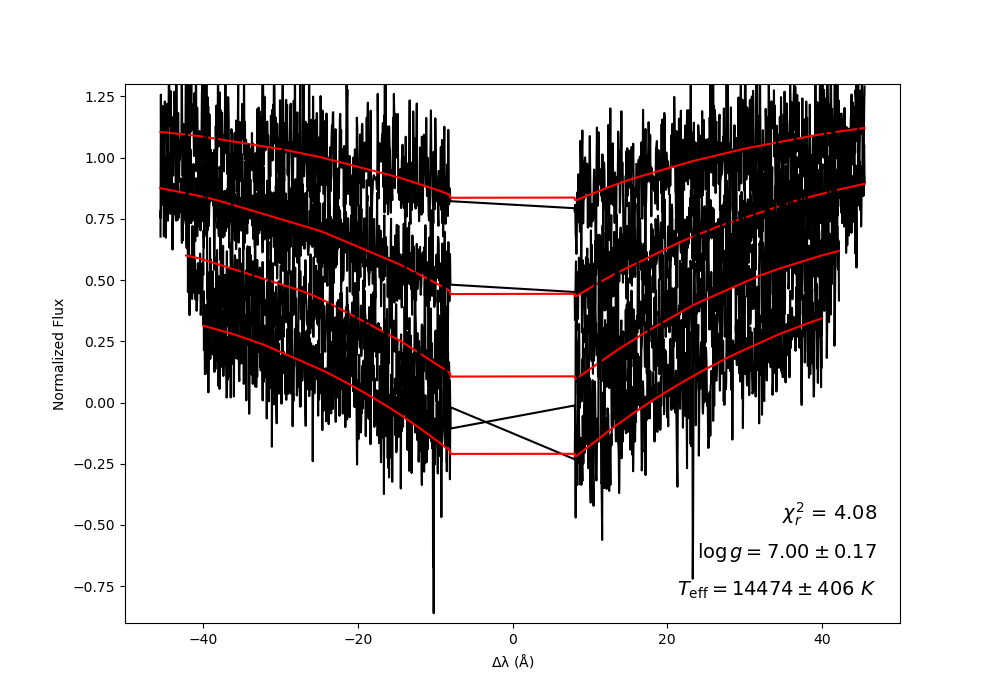 1.25
1.00
0.75
0.50
0.25
0.00
−0.25
−0.50
−0.75
Normalized Flux
χ²ᵣ = 4.08
log g = 7.00 ± 0.17
T_eff = 14474 ± 406 K
−40
−20
0
20
40
Δλ (Å)